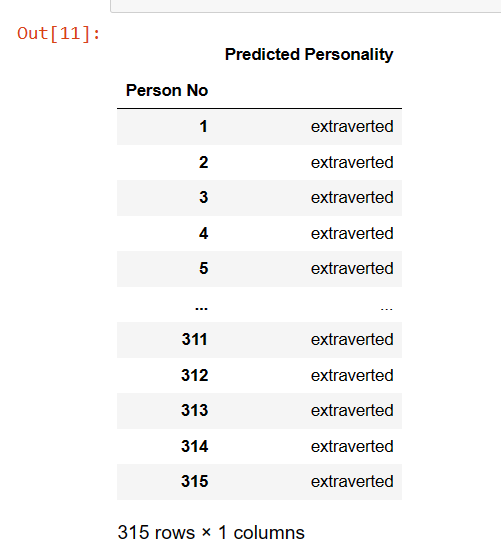 Out[11]:
Predicted Personality
Person No
1 extraverted
2 extraverted
3 extraverted
4 extraverted
5 extraverted
... ...
311 extraverted
312 extraverted
313 extraverted
314 extraverted
315 extraverted
315 rows × 1 columns